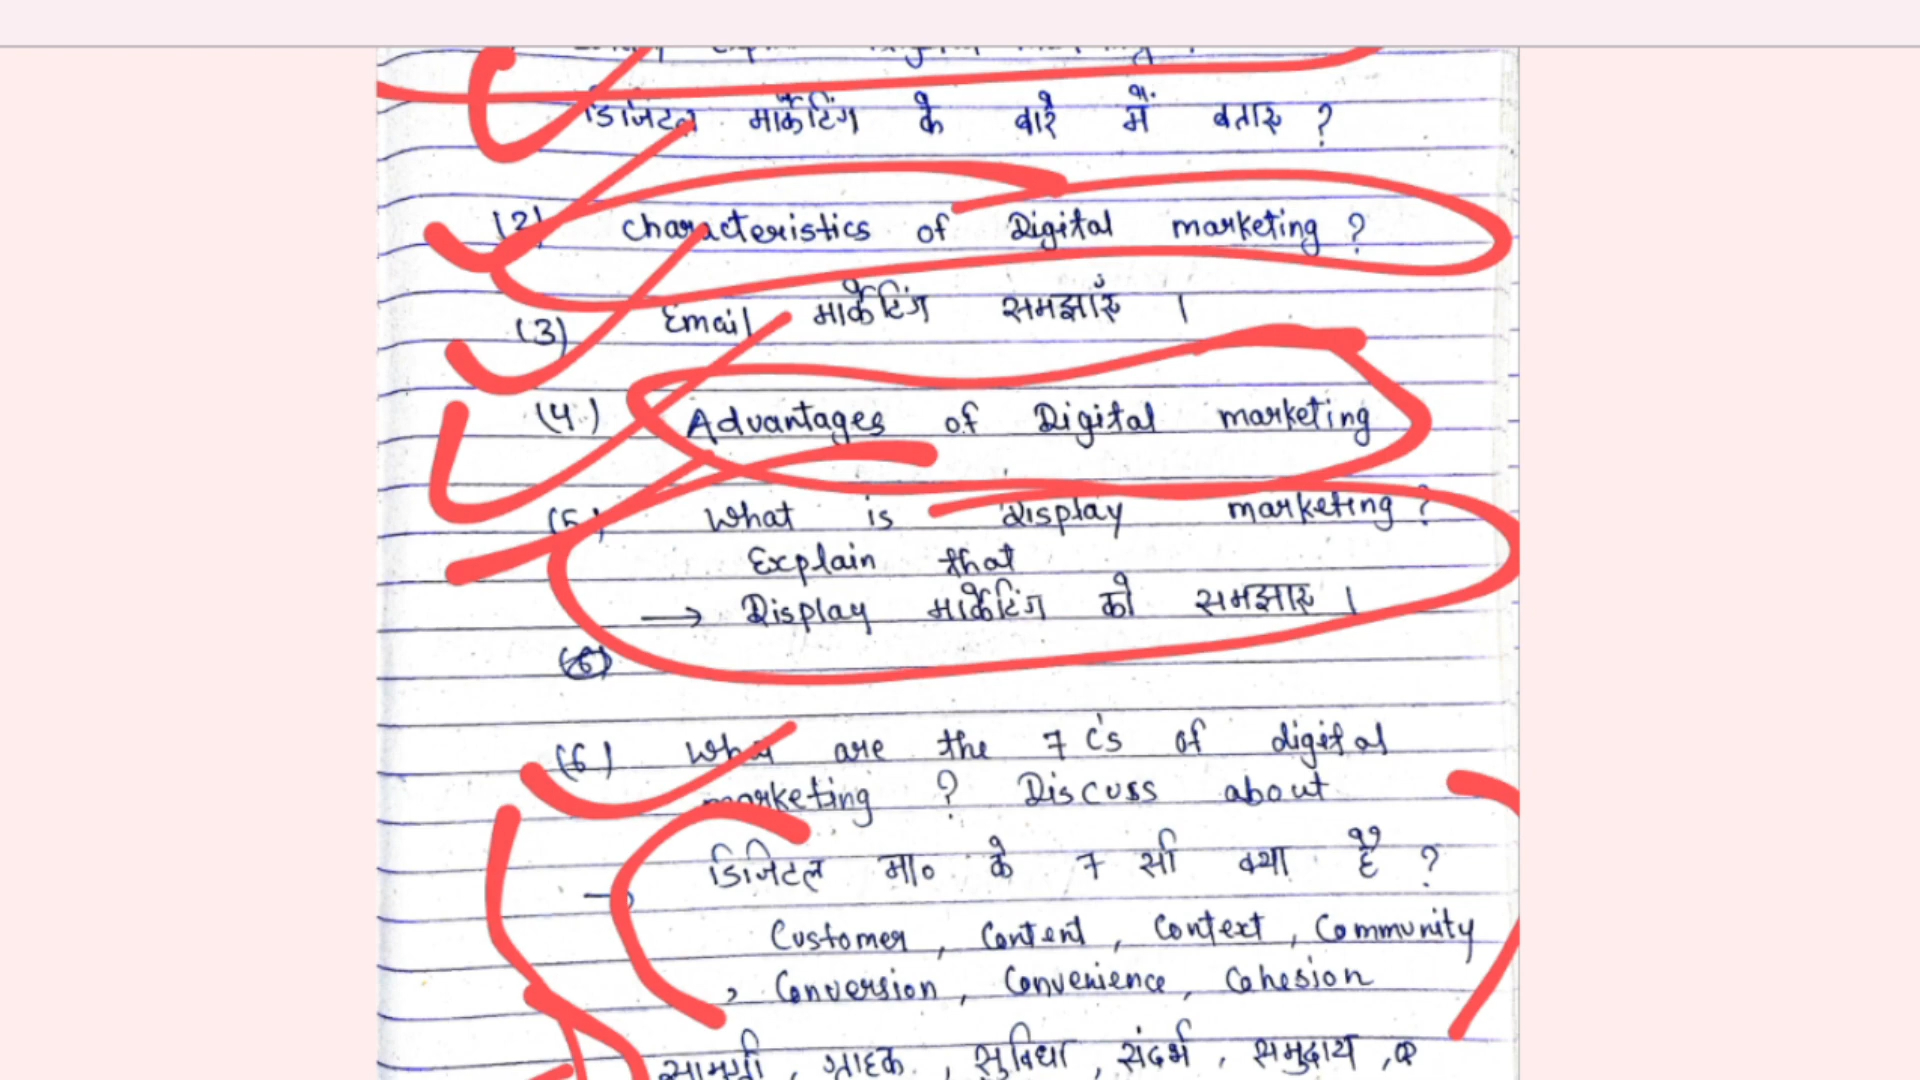 डिजिटल मार्केटिंग के बारे में बताए ?
(2) Characteristics of Digital marketing ?
(3) Email मार्केटिंग समझाएं ।
(4.) Advantages of Digital marketing
(5) What is display marketing ?
Explain that
→ Display मार्केटिंग को समझाए ।
(6)
(6) What are the 7 C's of digital
marketing ? Discuss about
→ डिजिटल मा० के 7 सी क्या है ?
Customer , Content , Context , Community
, Conversion , Convenience , Cohesion
सामग्री , ग्राहक , सुविधा , संदर्भ , समुदाय ,